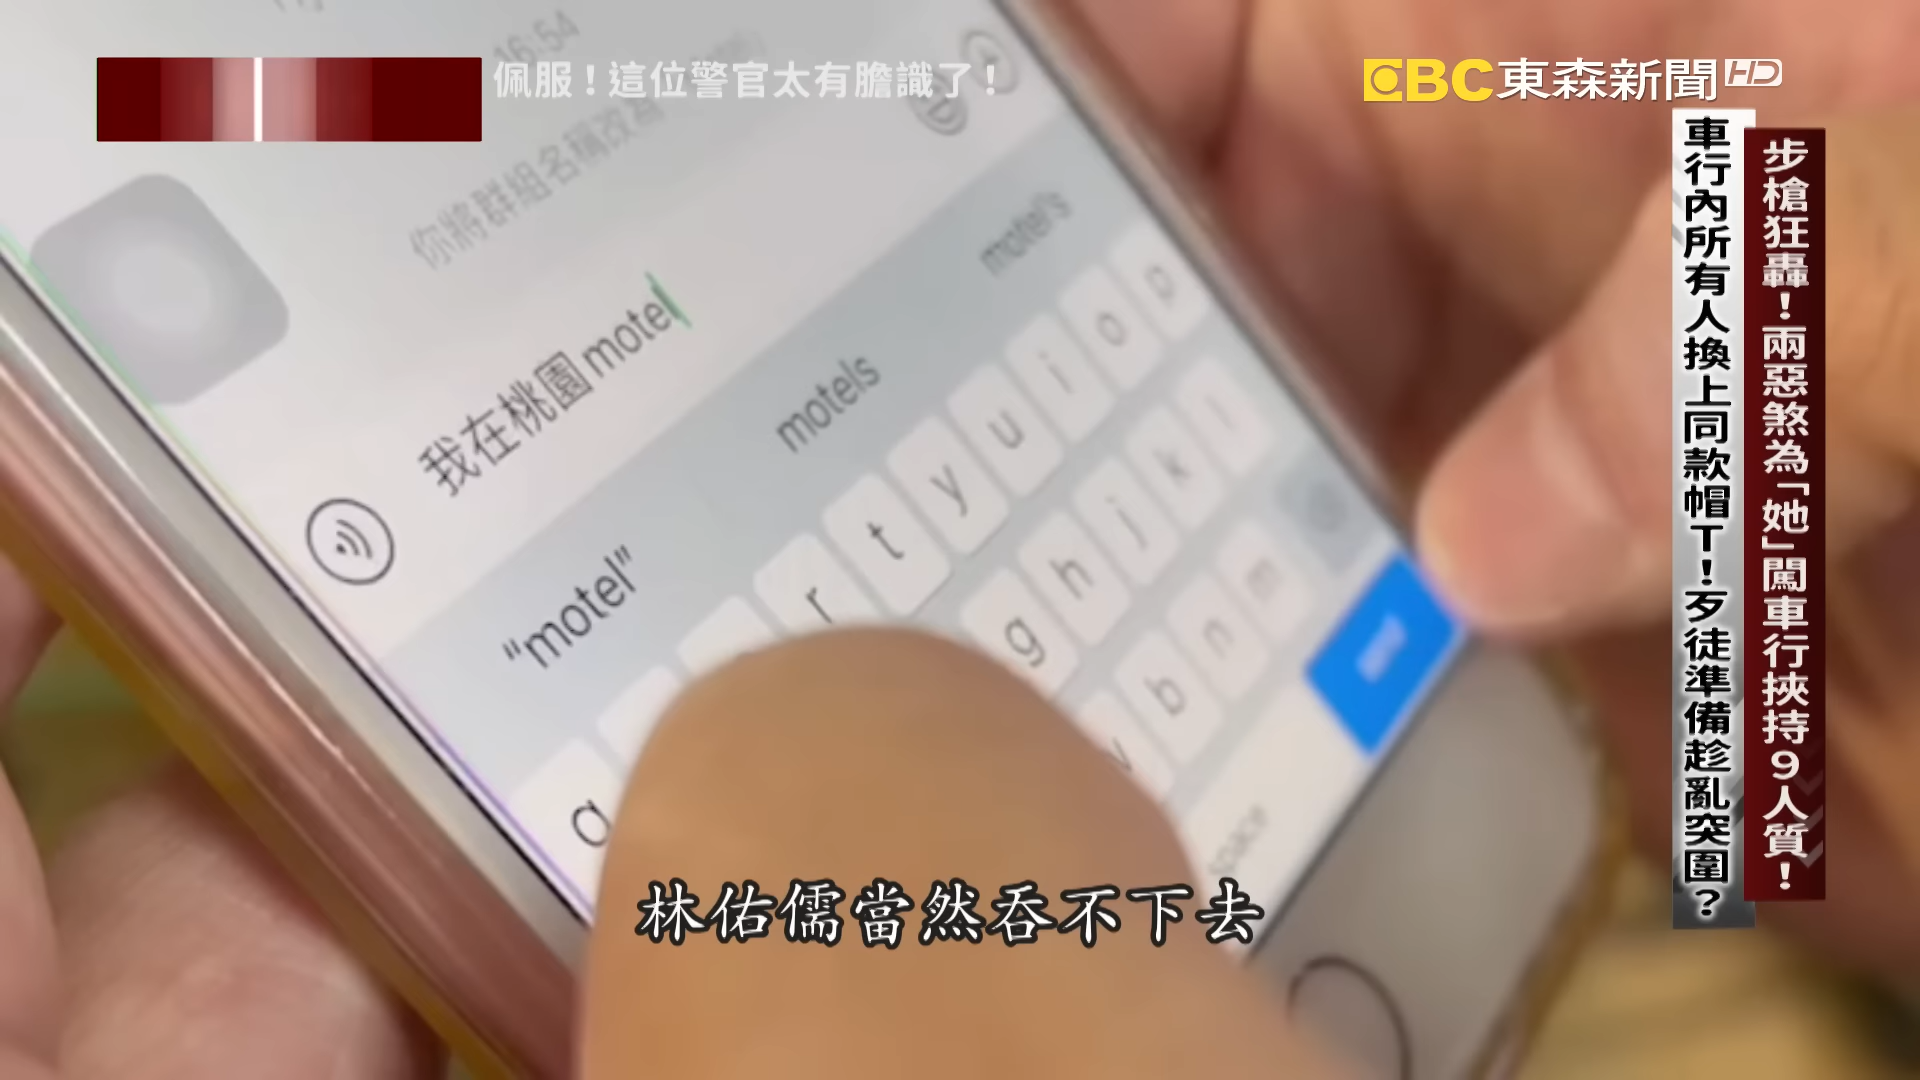 佩服！這位警官太有膽識了！
EBC東森新聞HD
步槍狂轟！兩惡煞為「她」闖車行挾持9人質！
車行內所有人換上同款帽T！歹徒準備趁亂突圍？
16:54
你將群組名稱改為
我在桃園motel
"motel"
motels
motel's
r t y u i o p
a g h j k l
v b n m
space
send
林佑儒當然吞不下去